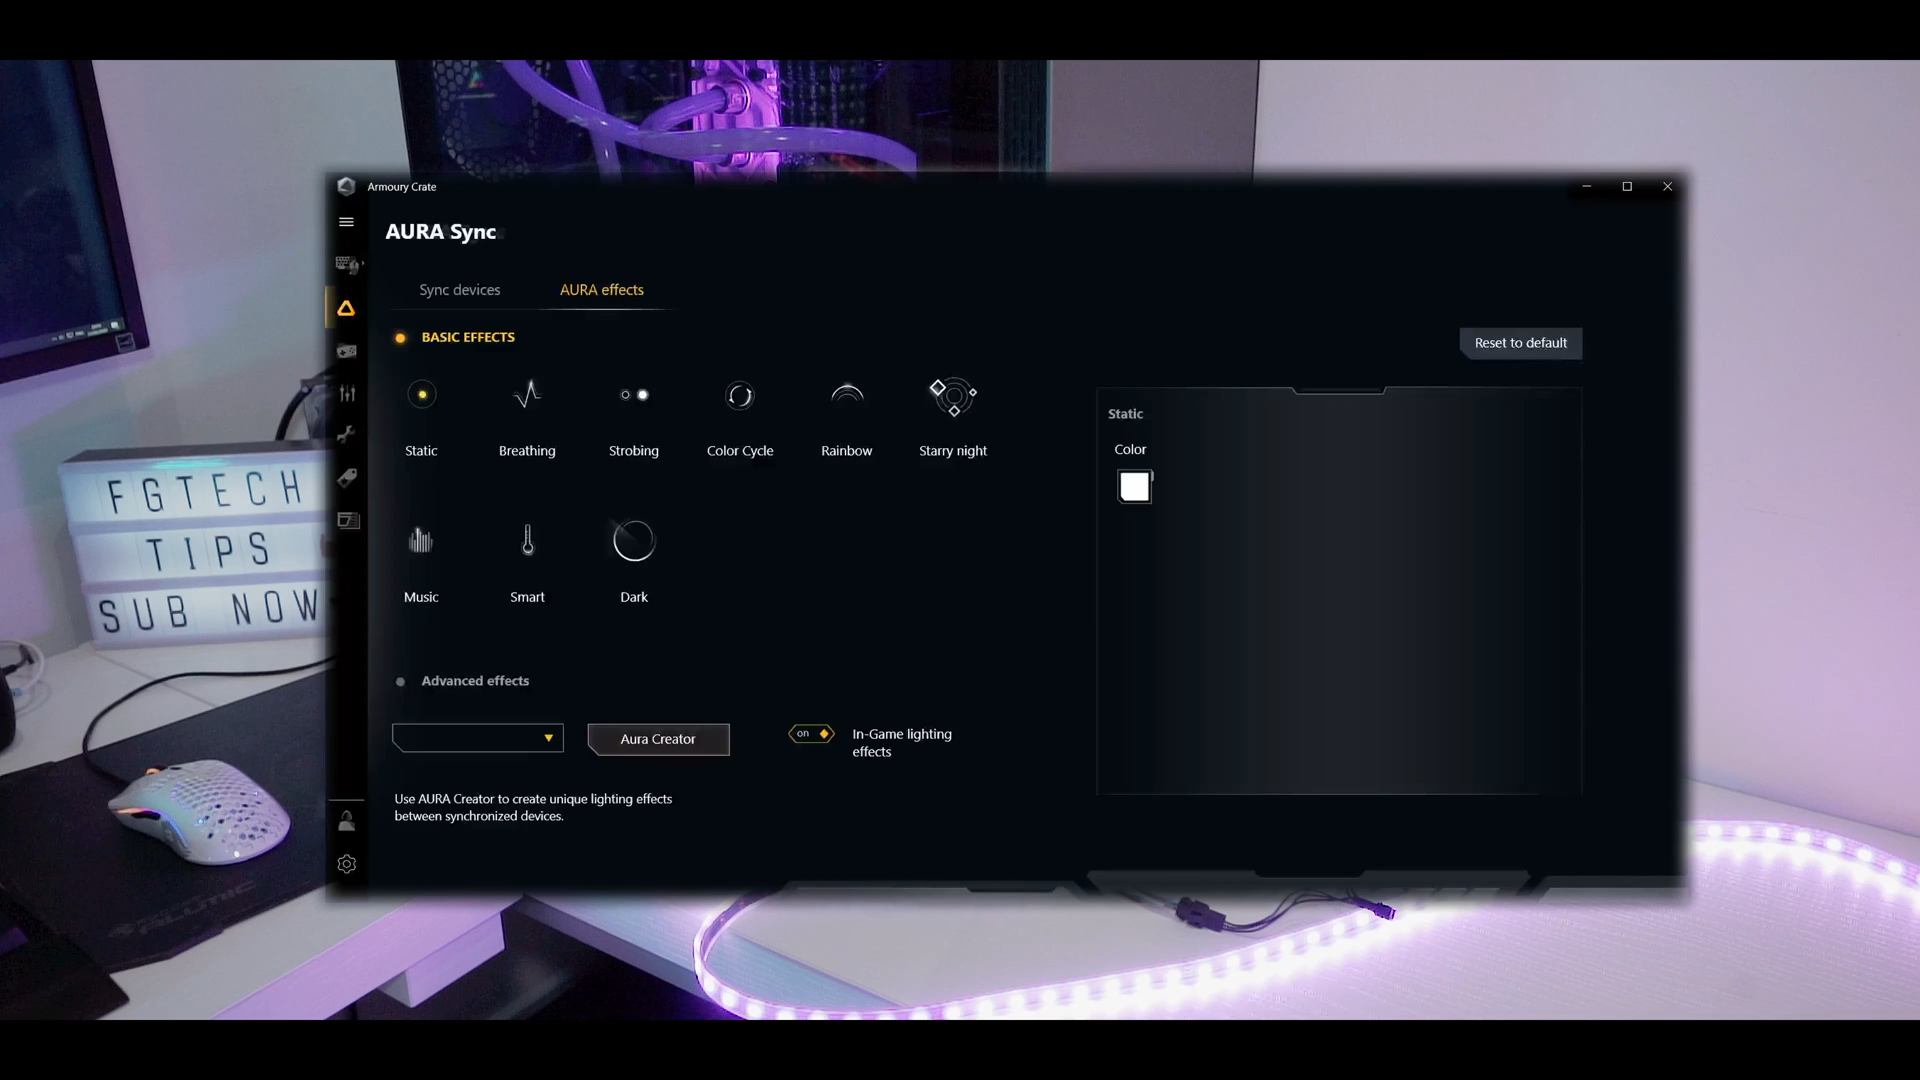 Armoury Crate
AURA Sync
Sync devices
AURA effects
BASIC EFFECTS
Reset to default
Static
Breathing
Strobing
Color Cycle
Rainbow
Starry night
Music
Smart
Dark
Static
Color
Advanced effects
Aura Creator
on
In-Game lighting
effects
Use AURA Creator to create unique lighting effects
between synchronized devices.
FGTECH
TIPS
SUB NOW